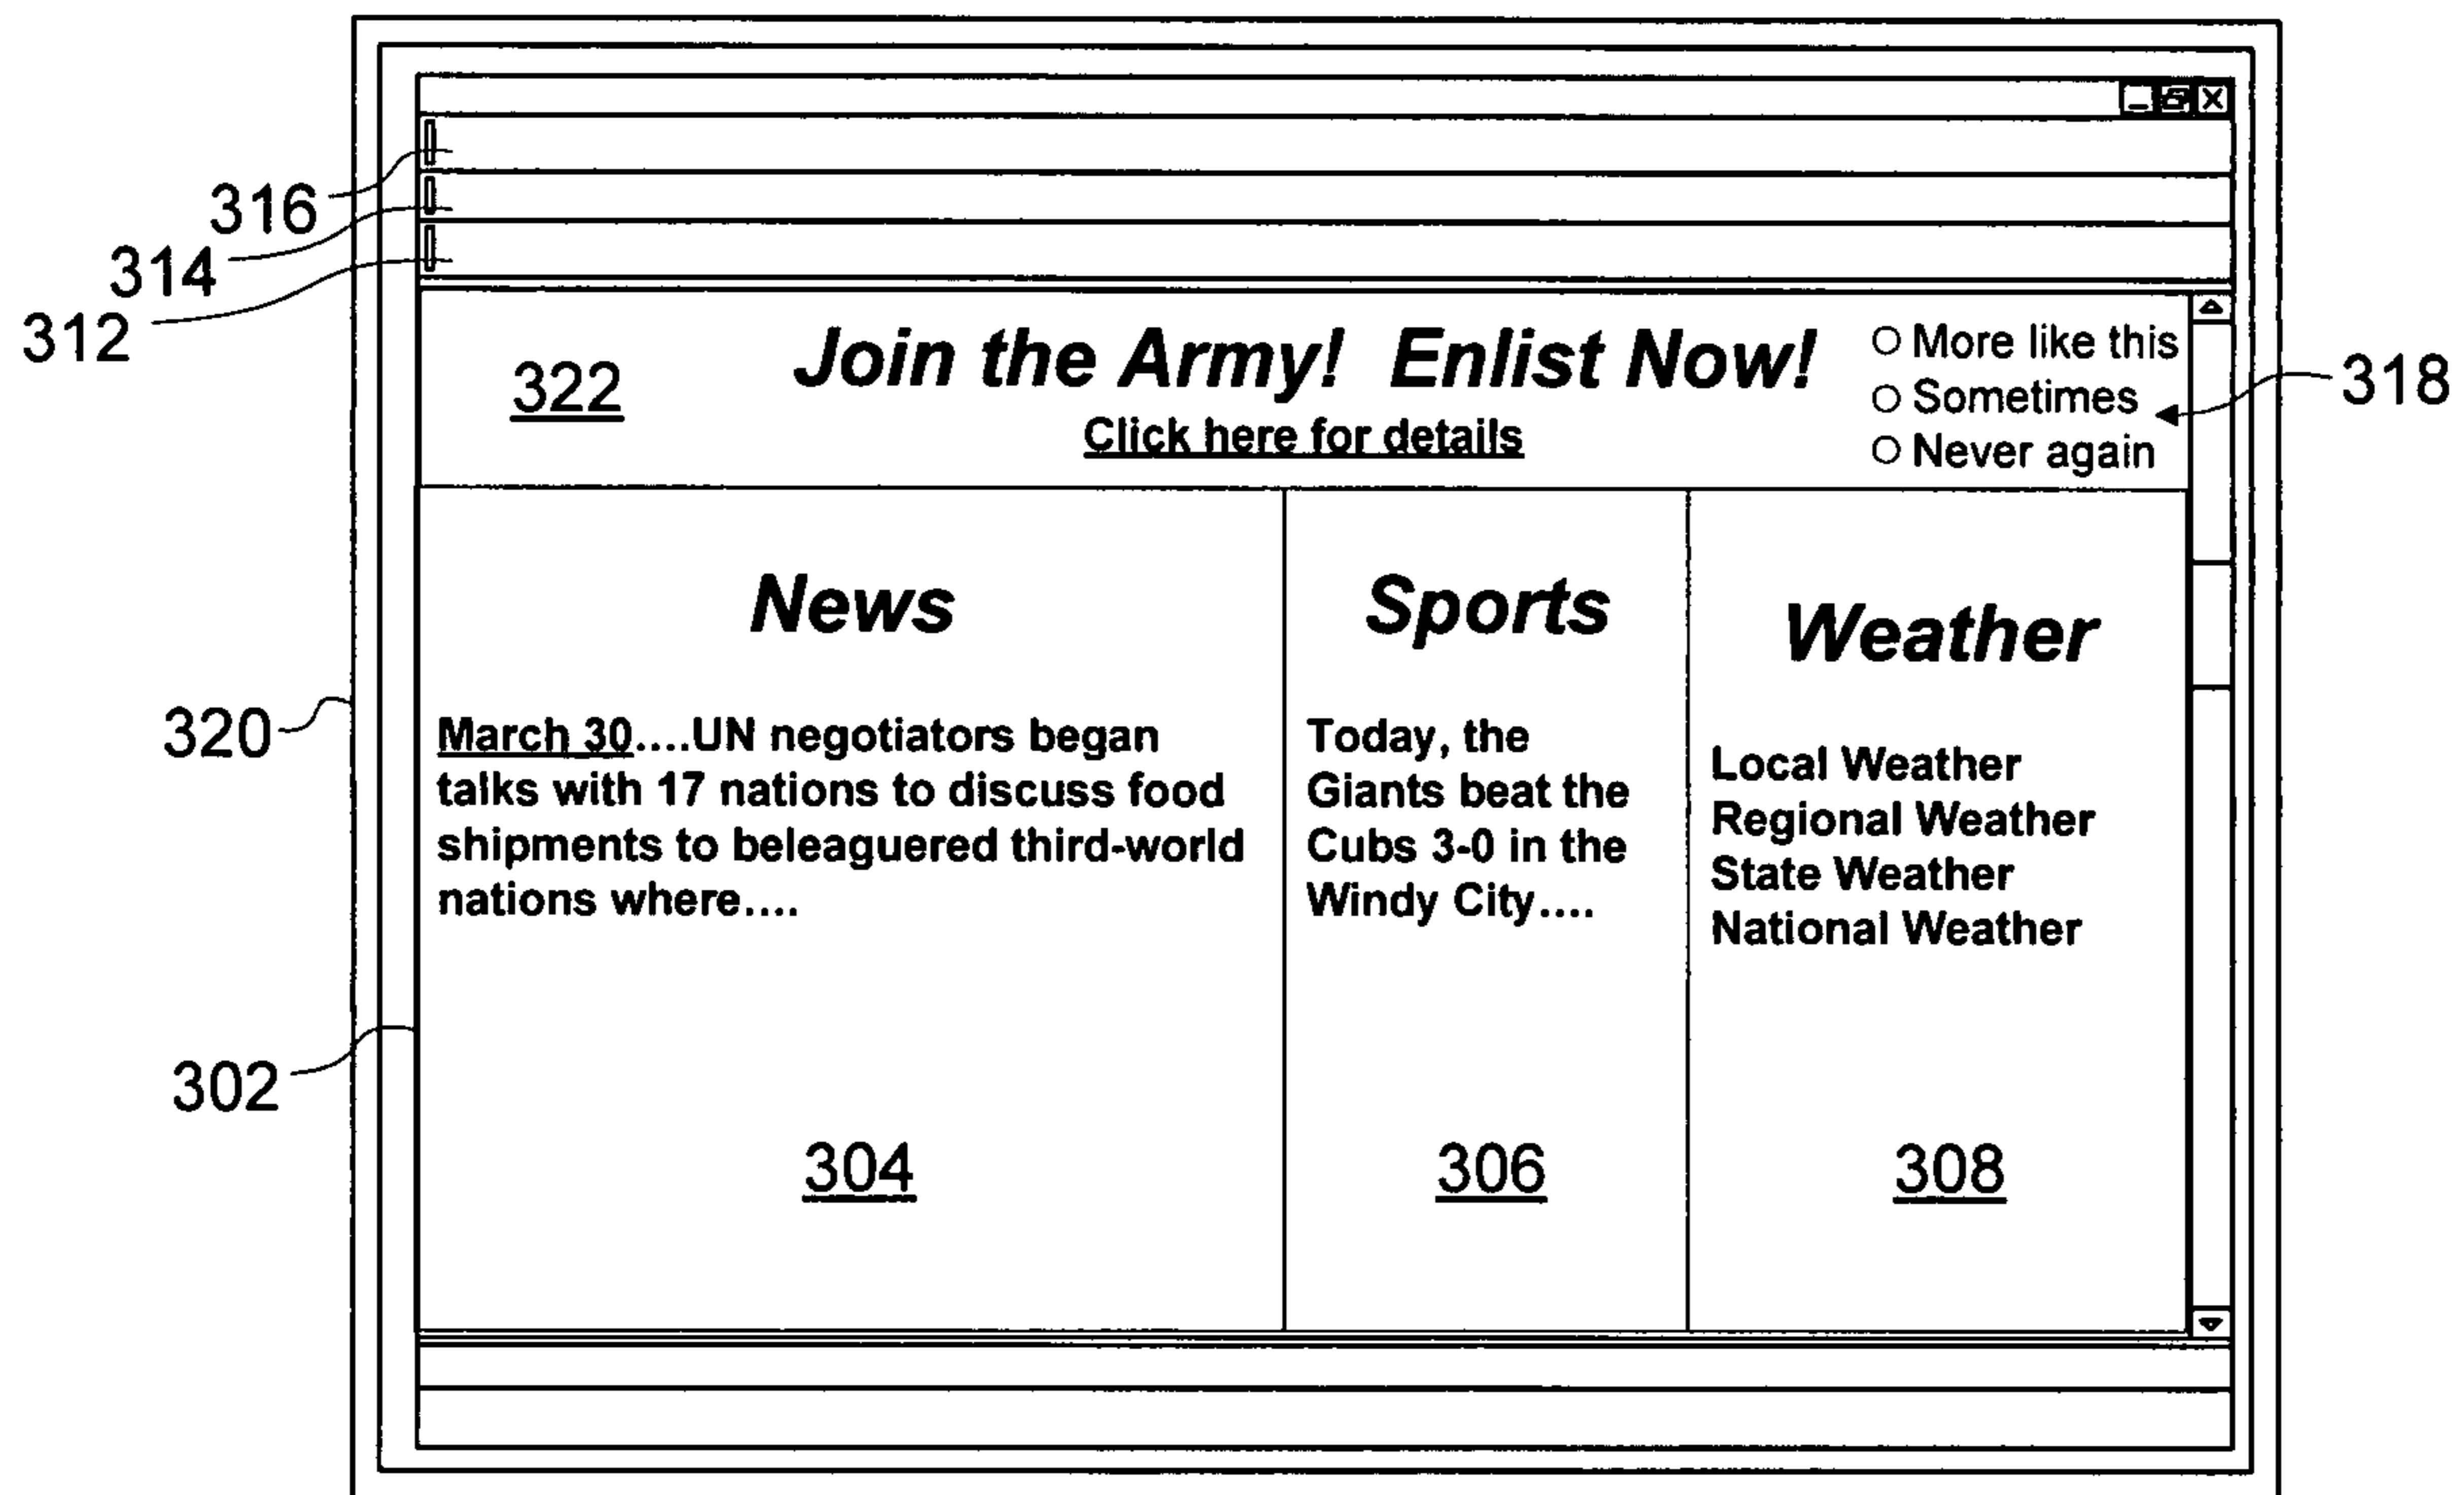 316
314
312
322
Join the Army! Enlist Now!
Click here for details
More like this
Sometimes
Never again
318
News
March 30....UN negotiators began
talks with 17 nations to discuss food
shipments to beleaguered third-world
nations where....
304
Sports
Today, the
Giants beat the
Cubs 3-0 in the
Windy City....
306
Weather
Local Weather
Regional Weather
State Weather
National Weather
308
320
302